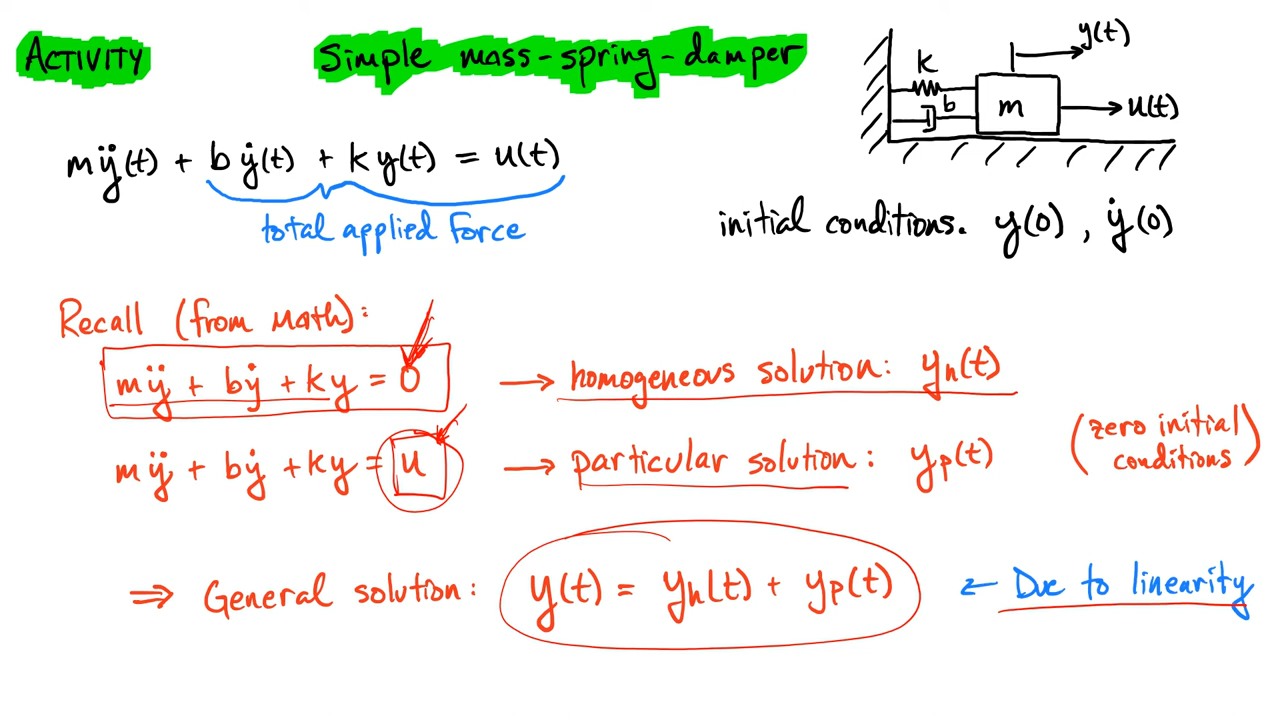 ACTIVITY
Simple mass-spring-damper
y(t)
k
b
m
u(t)
mÿ(t) + bẏ(t) + ky(t) = u(t)
total applied Force
initial conditions. y(0), ẏ(0)
Recall (from Math):
mÿ + bẏ + ky = 0 → homogeneous solution: yₕ(t)
mÿ + bẏ + ky = u → particular solution: yₚ(t) (zero initial
conditions)
⇒ General solution: y(t) = yₕ(t) + yₚ(t) ← Due to linearity